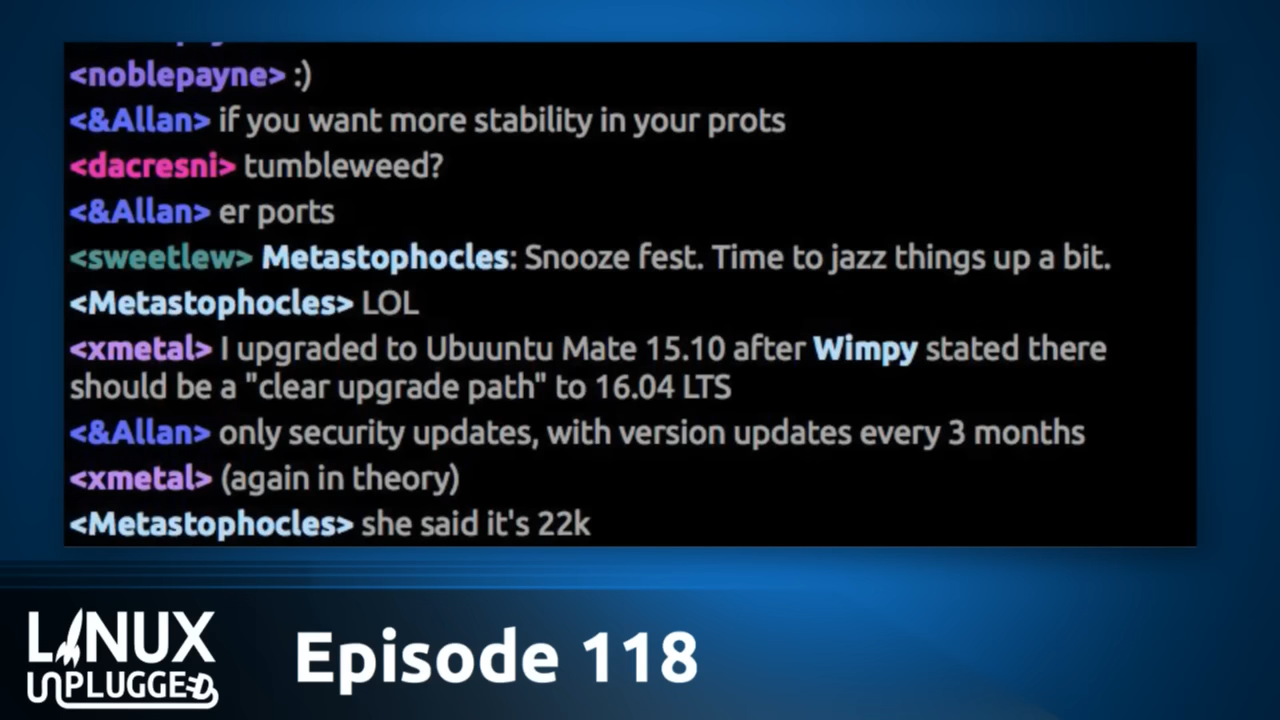 <noblepayne> :)
<&Allan> if you want more stability in your prots
<dacresni> tumbleweed?
<&Allan> er ports
<sweetlew> Metastophocles: Snooze fest. Time to jazz things up a bit.
<Metastophocles> LOL
<xmetal> I upgraded to Ubuuntu Mate 15.10 after Wimpy stated there
should be a "clear upgrade path" to 16.04 LTS
<&Allan> only security updates, with version updates every 3 months
<xmetal> (again in theory)
<Metastophocles> she said it's 22k
LINUX
UNPLUGGED
Episode 118